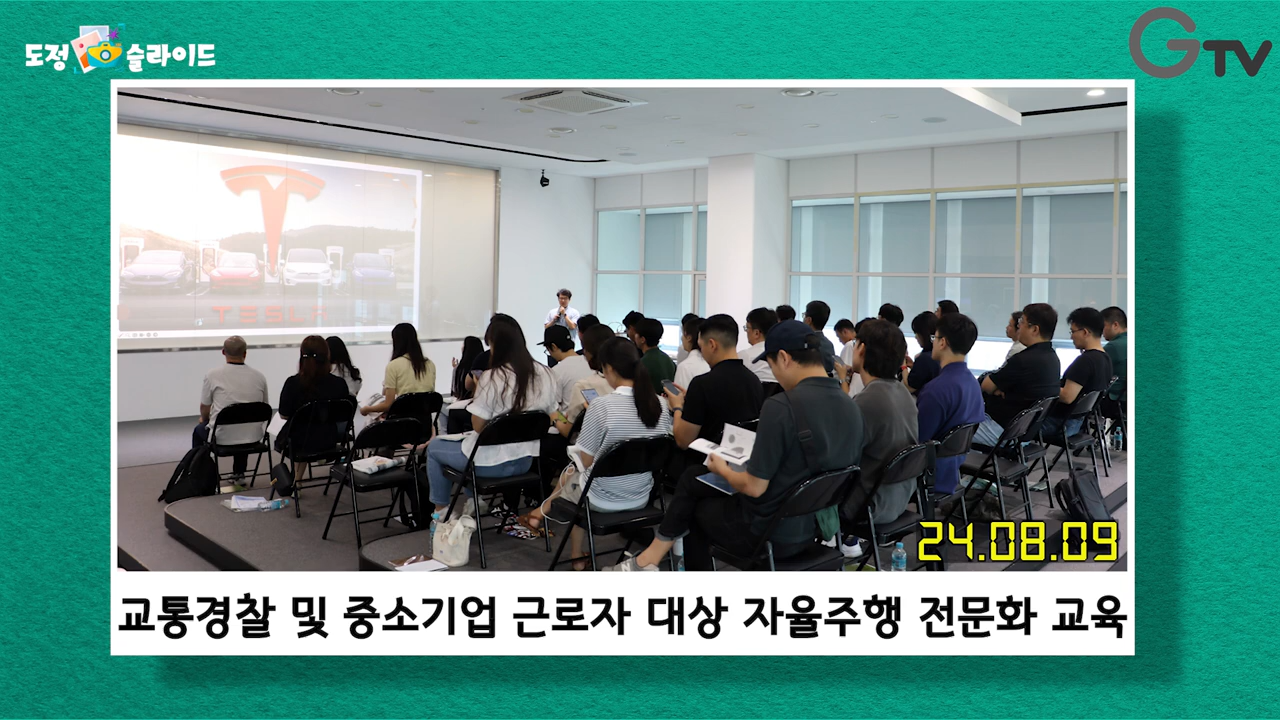 도정 슬라이드
GTV
TESLA
24.08.09
교통경찰 및 중소기업 근로자 대상 자율주행 전문화 교육